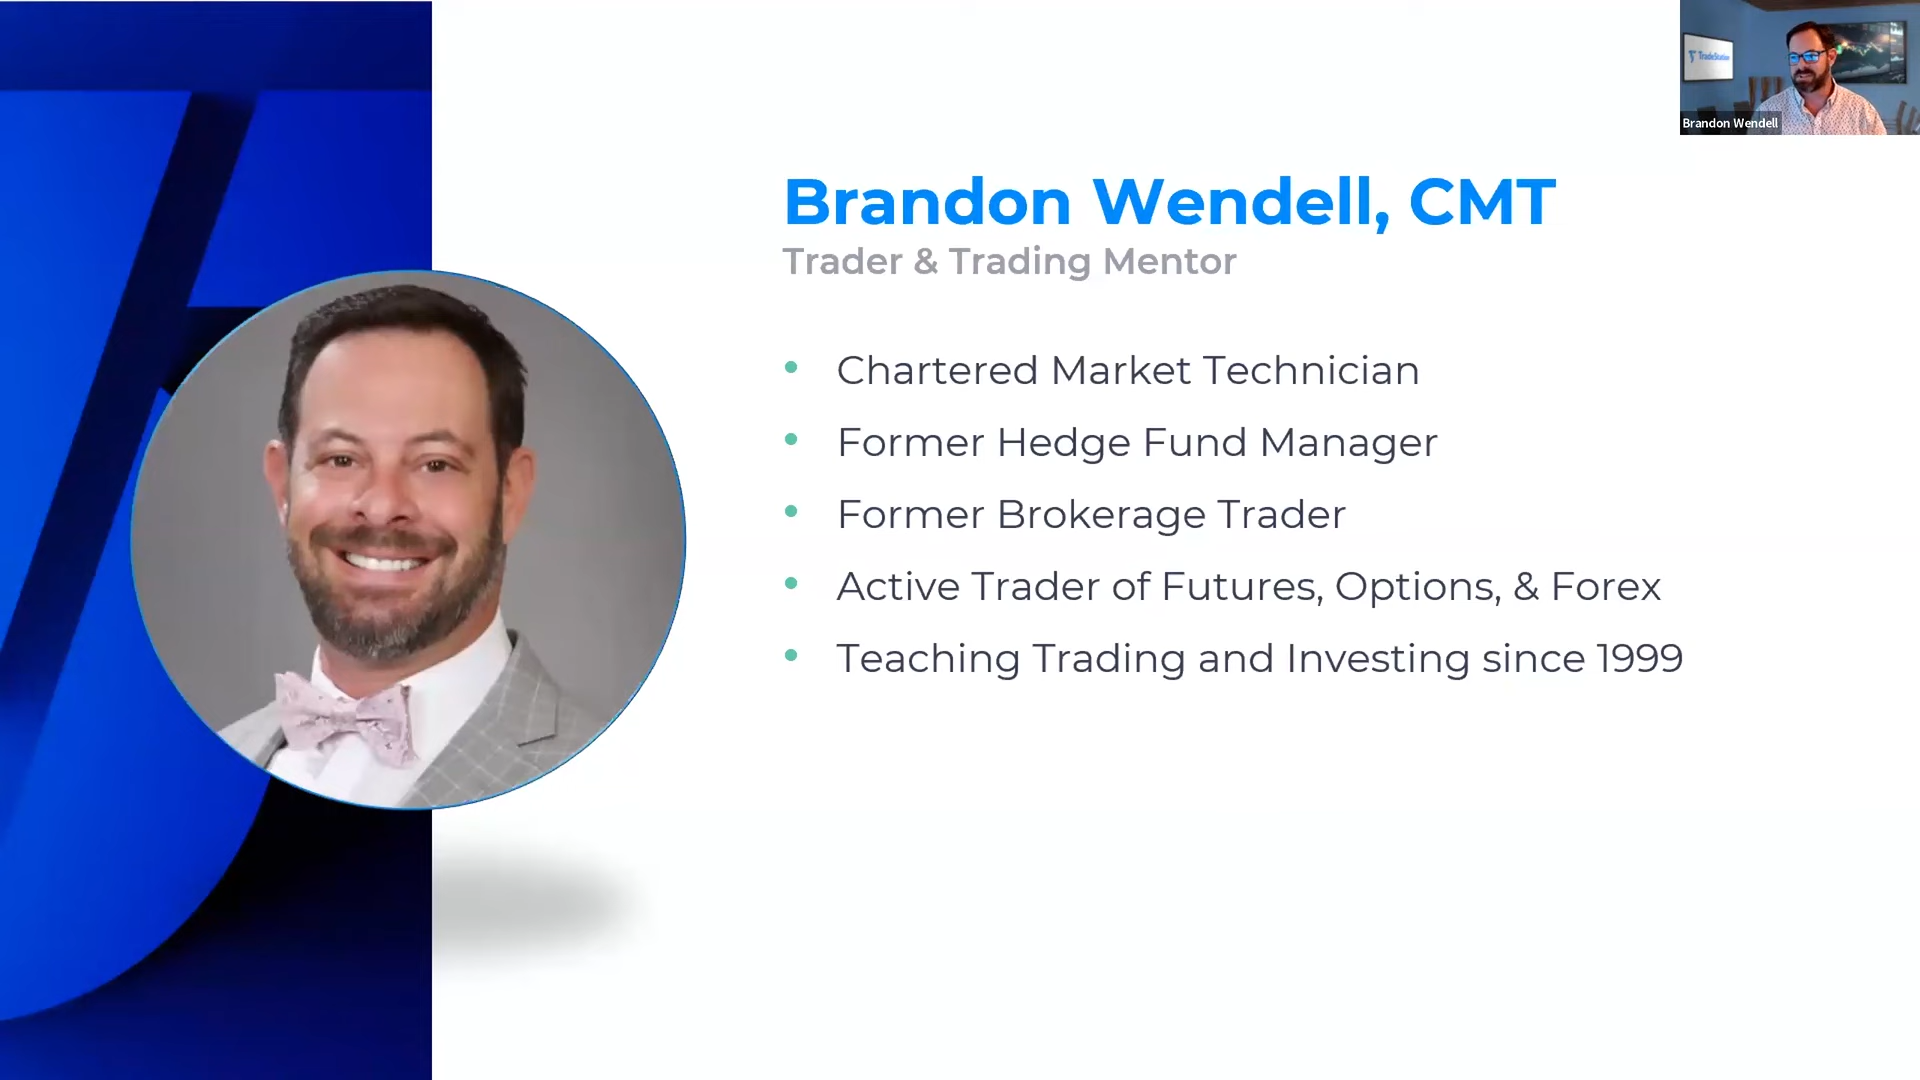 TradeStation
Brandon Wendell
Brandon Wendell, CMT
Trader & Trading Mentor
• Chartered Market Technician
• Former Hedge Fund Manager
• Former Brokerage Trader
• Active Trader of Futures, Options, & Forex
• Teaching Trading and Investing since 1999